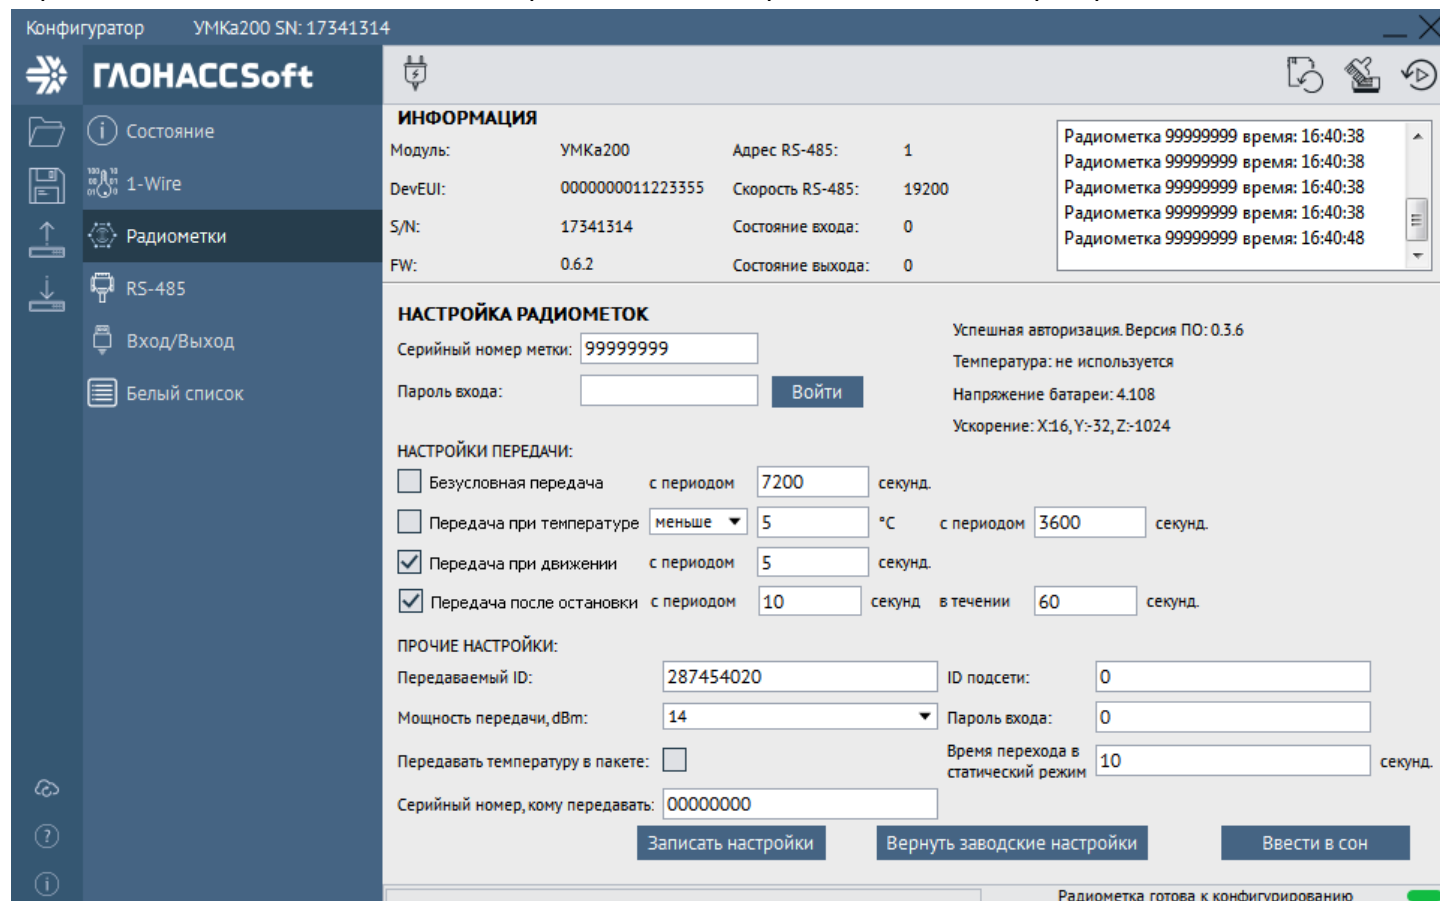 Конфигуратор УМКа200 SN: 17341314
ГЛОНАССSoft
Состояние
1-Wire
Радиометки
RS-485
Вход/Выход
Белый список
ИНФОРМАЦИЯ
Модуль: УМКа200 Адрес RS-485: 1
DevEUI: 0000000011223355 Скорость RS-485: 19200
S/N: 17341314 Состояние входа: 0
FW: 0.6.2 Состояние выхода: 0
Радиометка 99999999 время: 16:40:38
Радиометка 99999999 время: 16:40:38
Радиометка 99999999 время: 16:40:38
Радиометка 99999999 время: 16:40:38
Радиометка 99999999 время: 16:40:48
НАСТРОЙКА РАДИОМЕТОК
Серийный номер метки: 99999999
Пароль входа: Войти
Успешная авторизация. Версия ПО: 0.3.6
Температура: не используется
Напряжение батареи: 4.108
Ускорение: X:16, Y:-32, Z:-1024
НАСТРОЙКИ ПЕРЕДАЧИ:
Безусловная передача с периодом 7200 секунд.
Передача при температуре меньше 5 °C с периодом 3600 секунд.
Передача при движении с периодом 5 секунд.
Передача после остановки с периодом 10 секунд в течении 60 секунд.
ПРОЧИЕ НАСТРОЙКИ:
Передаваемый ID: 287454020 ID подсети: 0
Мощность передачи, dBm: 14 Пароль входа: 0
Передавать температуру в пакете: Время перехода в
статический режим 10 секунд.
Серийный номер, кому передавать: 00000000
Записать настройки Вернуть заводские настройки Ввести в сон
Радиометка готова к конфигурированию